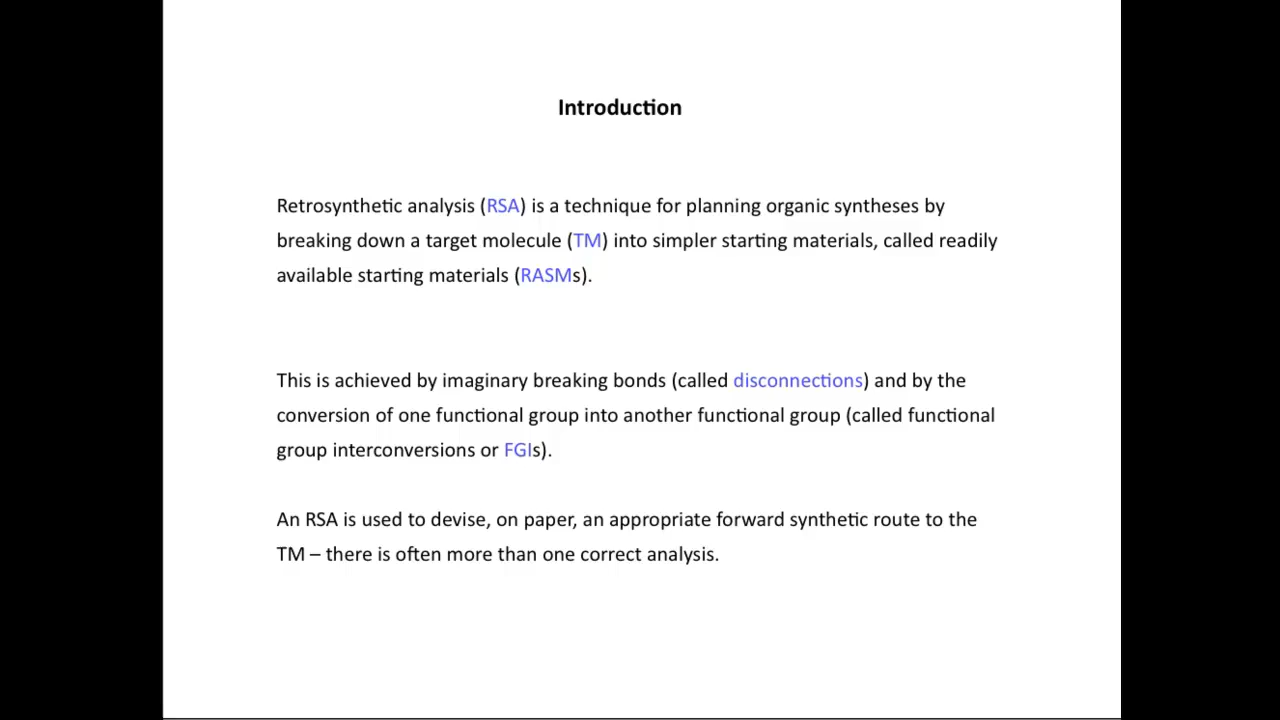 Introduction
Retrosynthetic analysis (RSA) is a technique for planning organic syntheses by
breaking down a target molecule (TM) into simpler starting materials, called readily
available starting materials (RASMs).
This is achieved by imaginary breaking bonds (called disconnections) and by the
conversion of one functional group into another functional group (called functional
group interconversions or FGIs).
An RSA is used to devise, on paper, an appropriate forward synthetic route to the
TM – there is often more than one correct analysis.